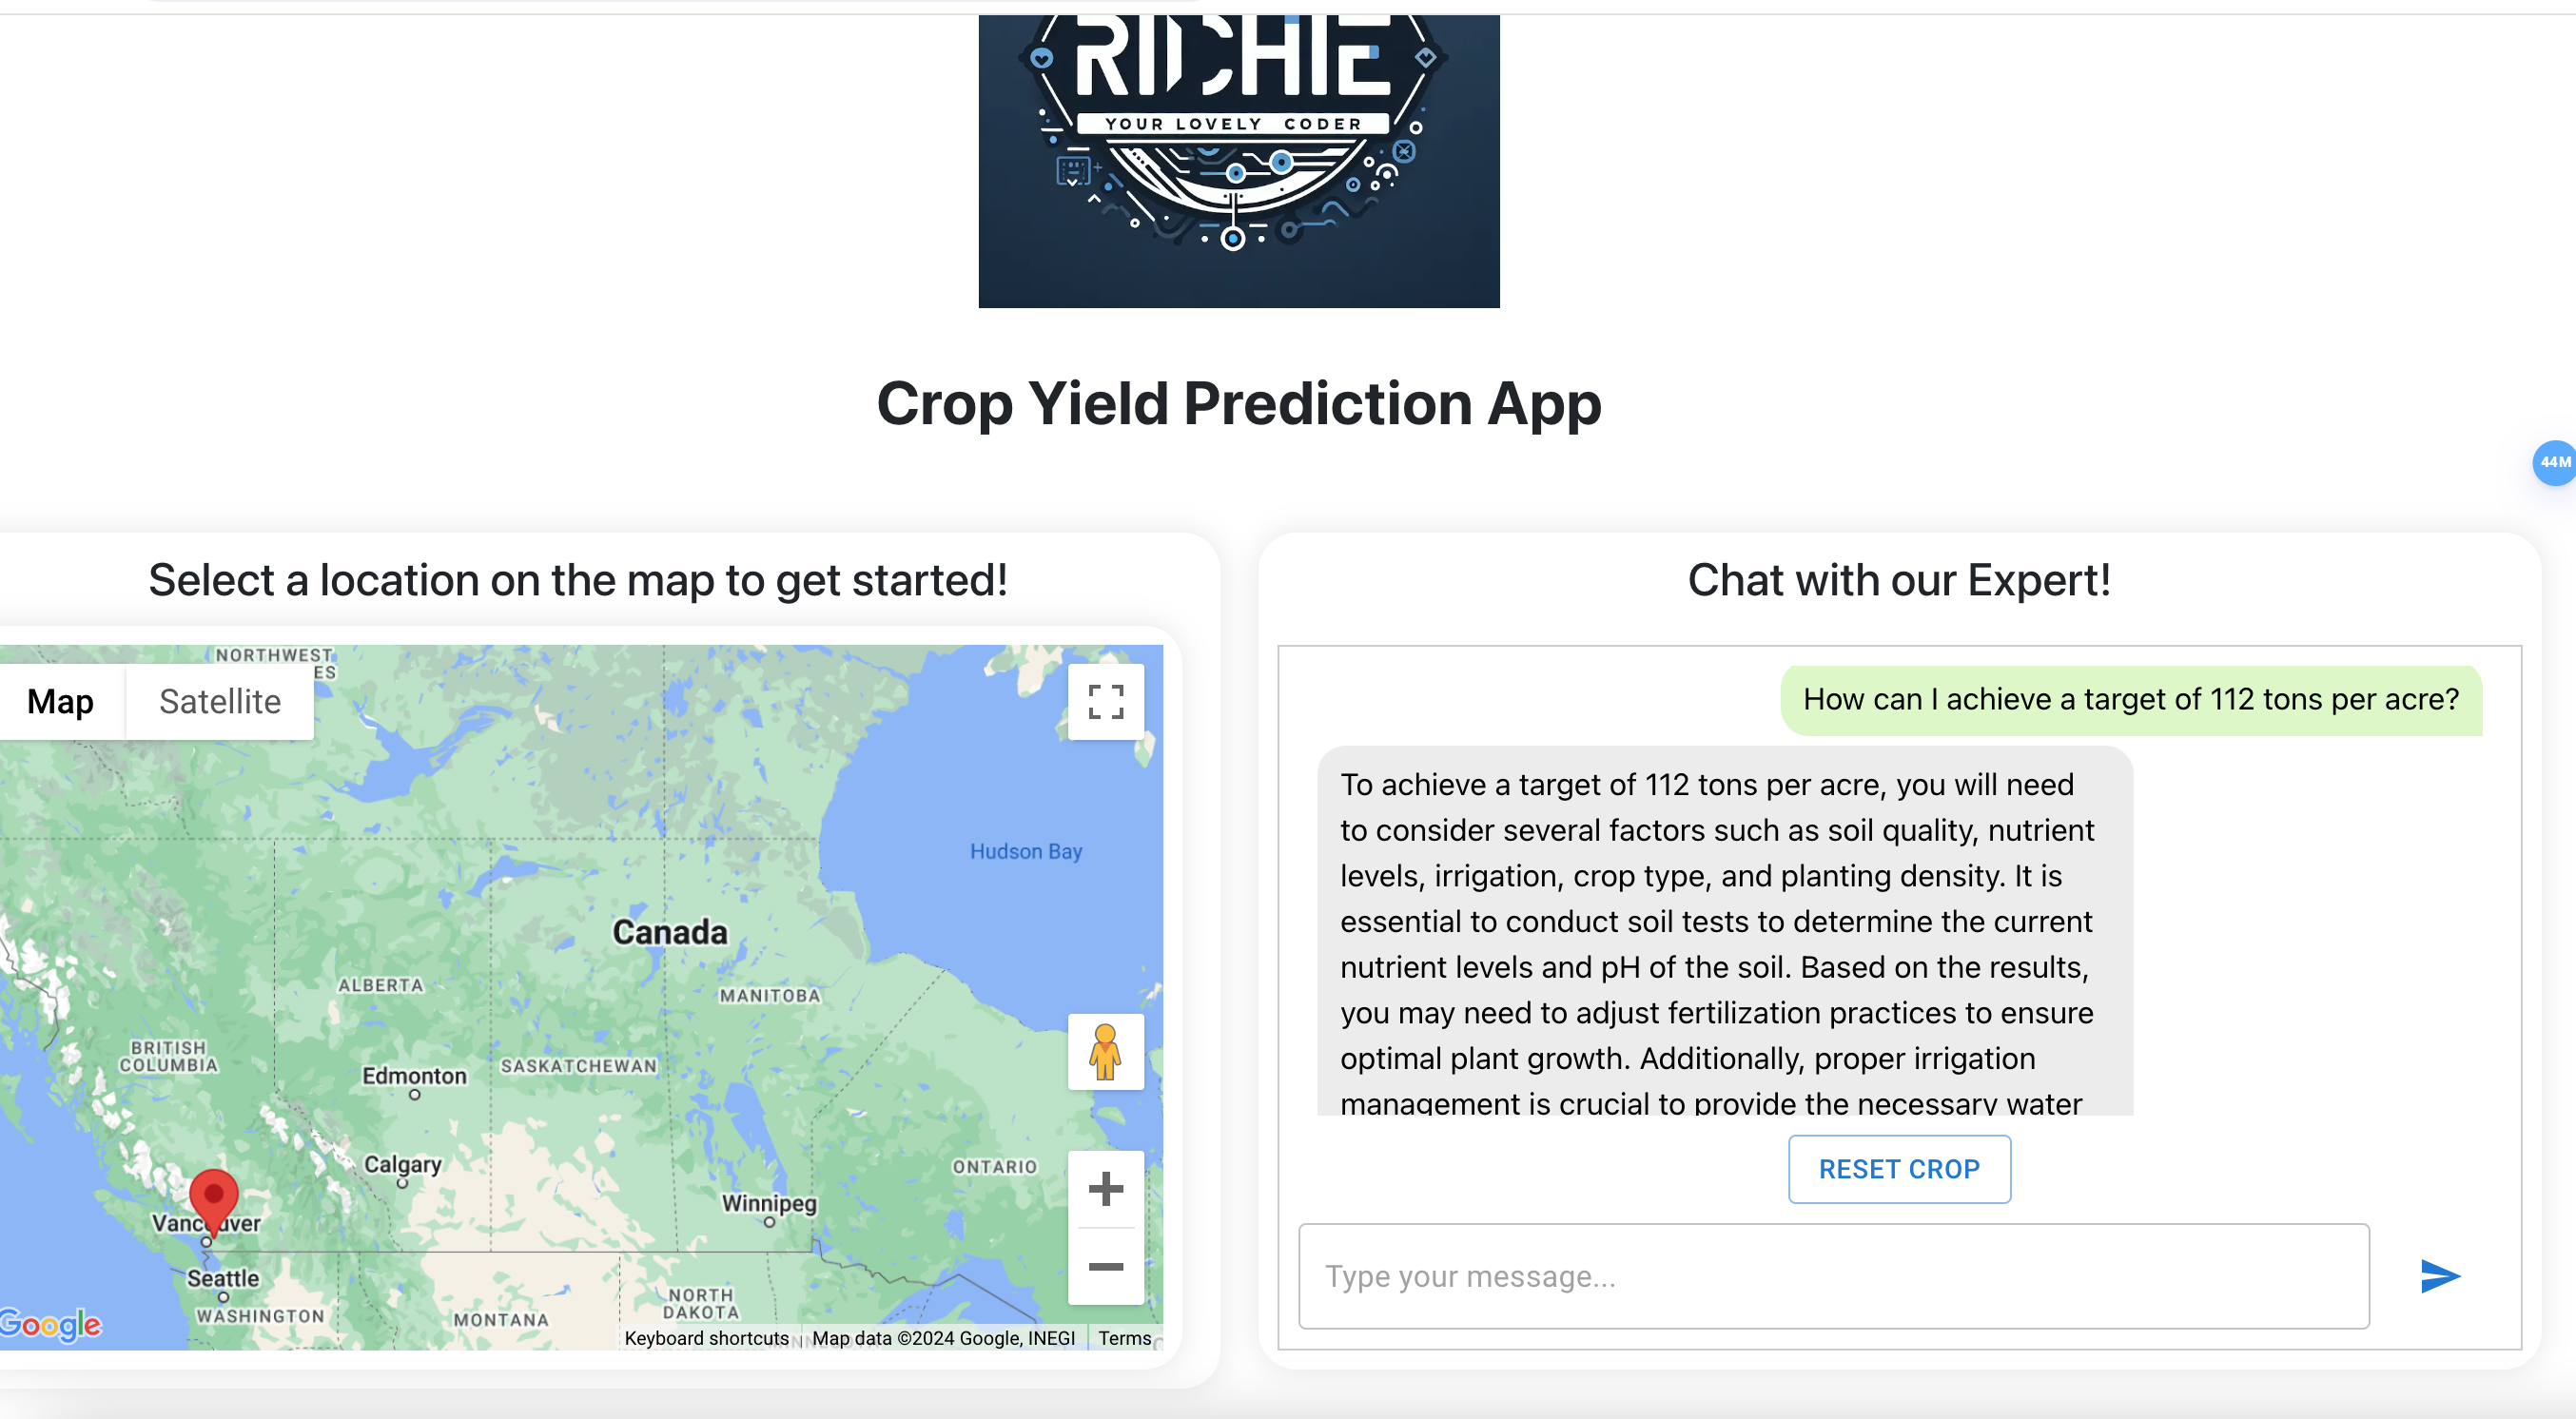 RICHIE
YOUR LOVELY CODER
Crop Yield Prediction App
44M
Select a location on the map to get started!
Map
Satellite
NORTHWEST
ES
Hudson Bay
Canada
ALBERTA
MANITOBA
BRITISH
COLUMBIA
Edmonton
SASKATCHEWAN
Calgary
ONTARIO
Winnipeg
Vancouver
Seattle
WASHINGTON
MONTANA
NORTH
DAKOTA
Google
Keyboard shortcuts
Map data ©2024 Google, INEGI
Terms
Chat with our Expert!
How can I achieve a target of 112 tons per acre?
To achieve a target of 112 tons per acre, you will need
to consider several factors such as soil quality, nutrient
levels, irrigation, crop type, and planting density. It is
essential to conduct soil tests to determine the current
nutrient levels and pH of the soil. Based on the results,
you may need to adjust fertilization practices to ensure
optimal plant growth. Additionally, proper irrigation
management is crucial to provide the necessary water
RESET CROP
Type your message...